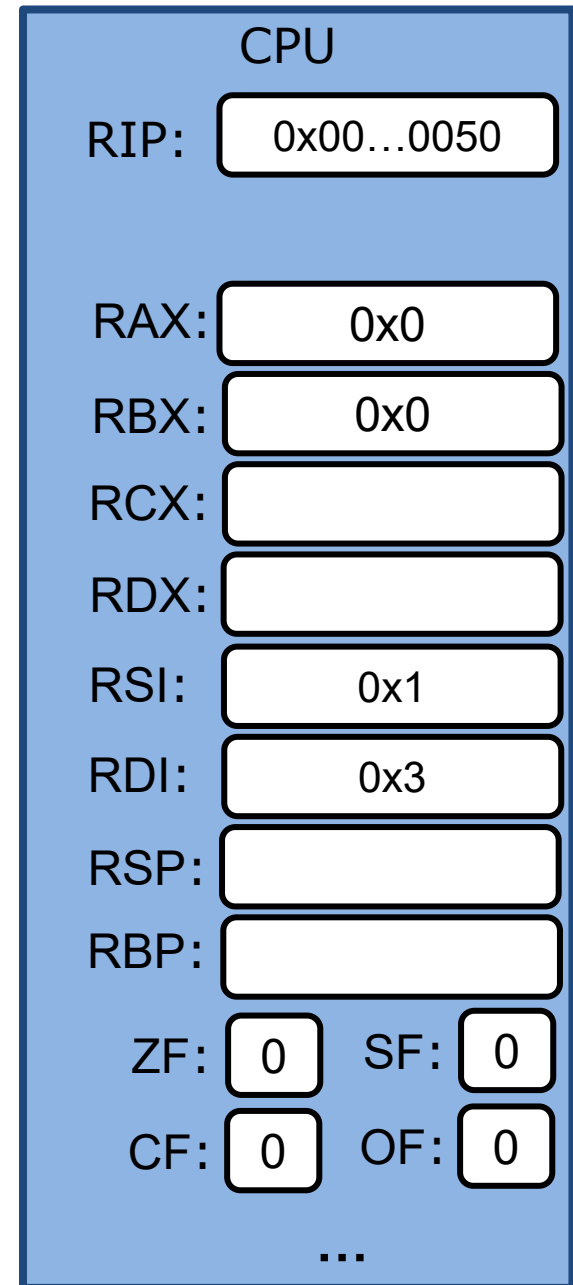 CPU
RIP: 0x00…0050
RAX: 0x0
RBX: 0x0
RCX:
RDX:
RSI: 0x1
RDI: 0x3
RSP:
RBP:
ZF: 0 SF: 0
CF: 0 OF: 0
…